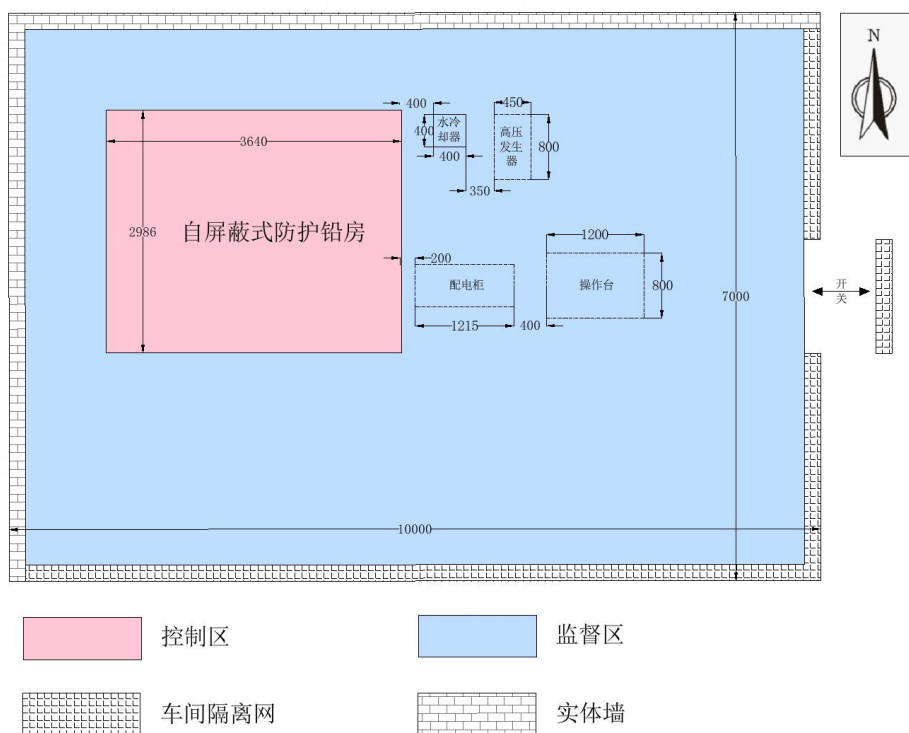 N
400
水冷
却器
400
400
450
高压
发生
器
800
350
3640
2986
自屏蔽式防护铅房
200
配电柜
1215
400
1200
操作台
800
7000
开
关
10000
控制区
监督区
车间隔离网
实体墙